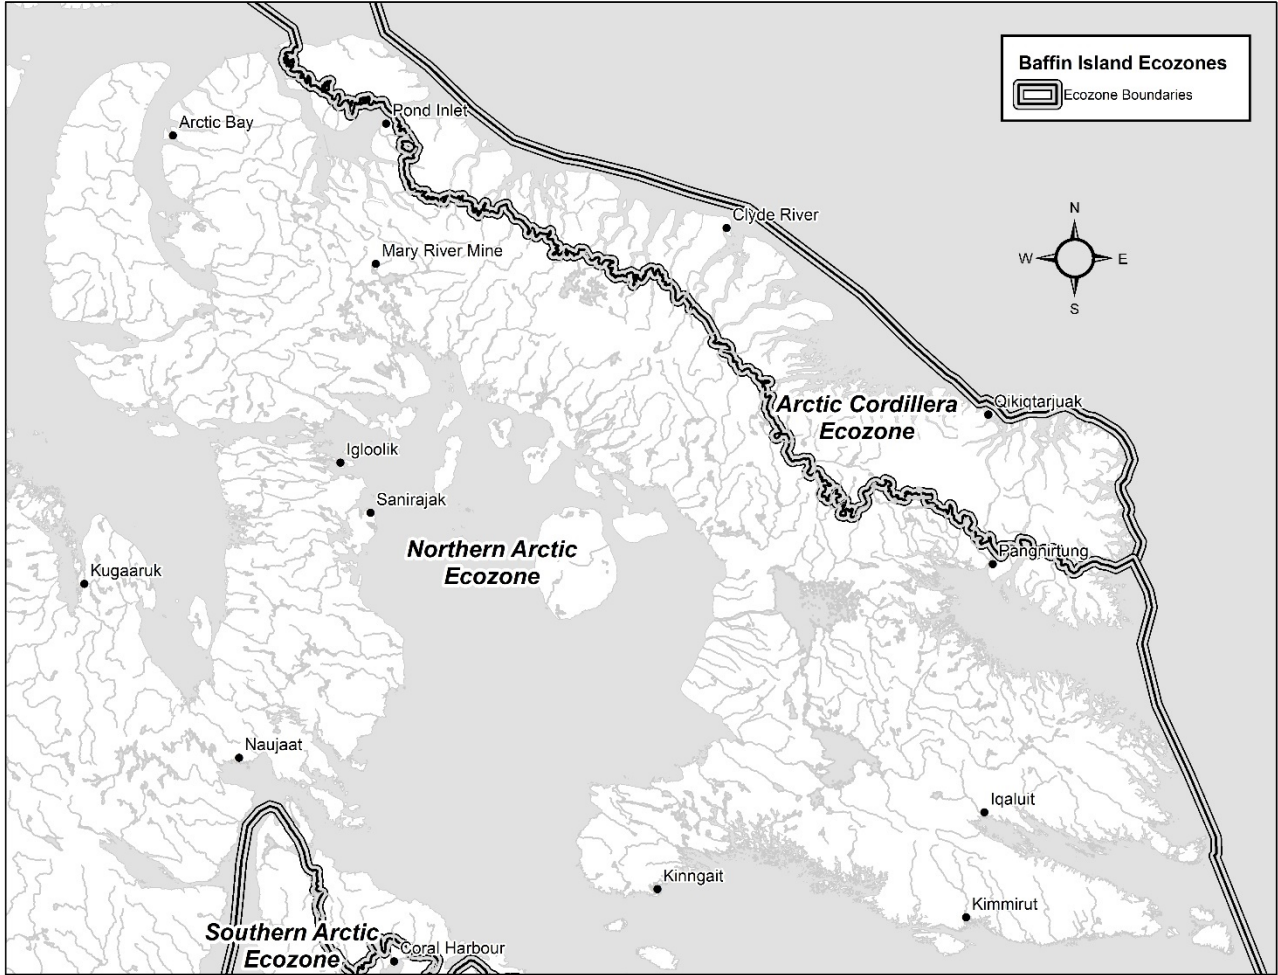 Baffin Island Ecozones
Ecozone Boundaries
Pond Inlet
Arctic Bay
Clyde River
N
W
E
S
Mary River Mine
Arctic Cordillera
Ecozone
Qikiqtarjuak
Igloolik
Sanirajak
Northern Arctic
Ecozone
Pangnirtung
Kugaaruk
Naujaat
Iqaluit
Kinngait
Kimmirut
Southern Arctic
Ecozone
Coral Harbour